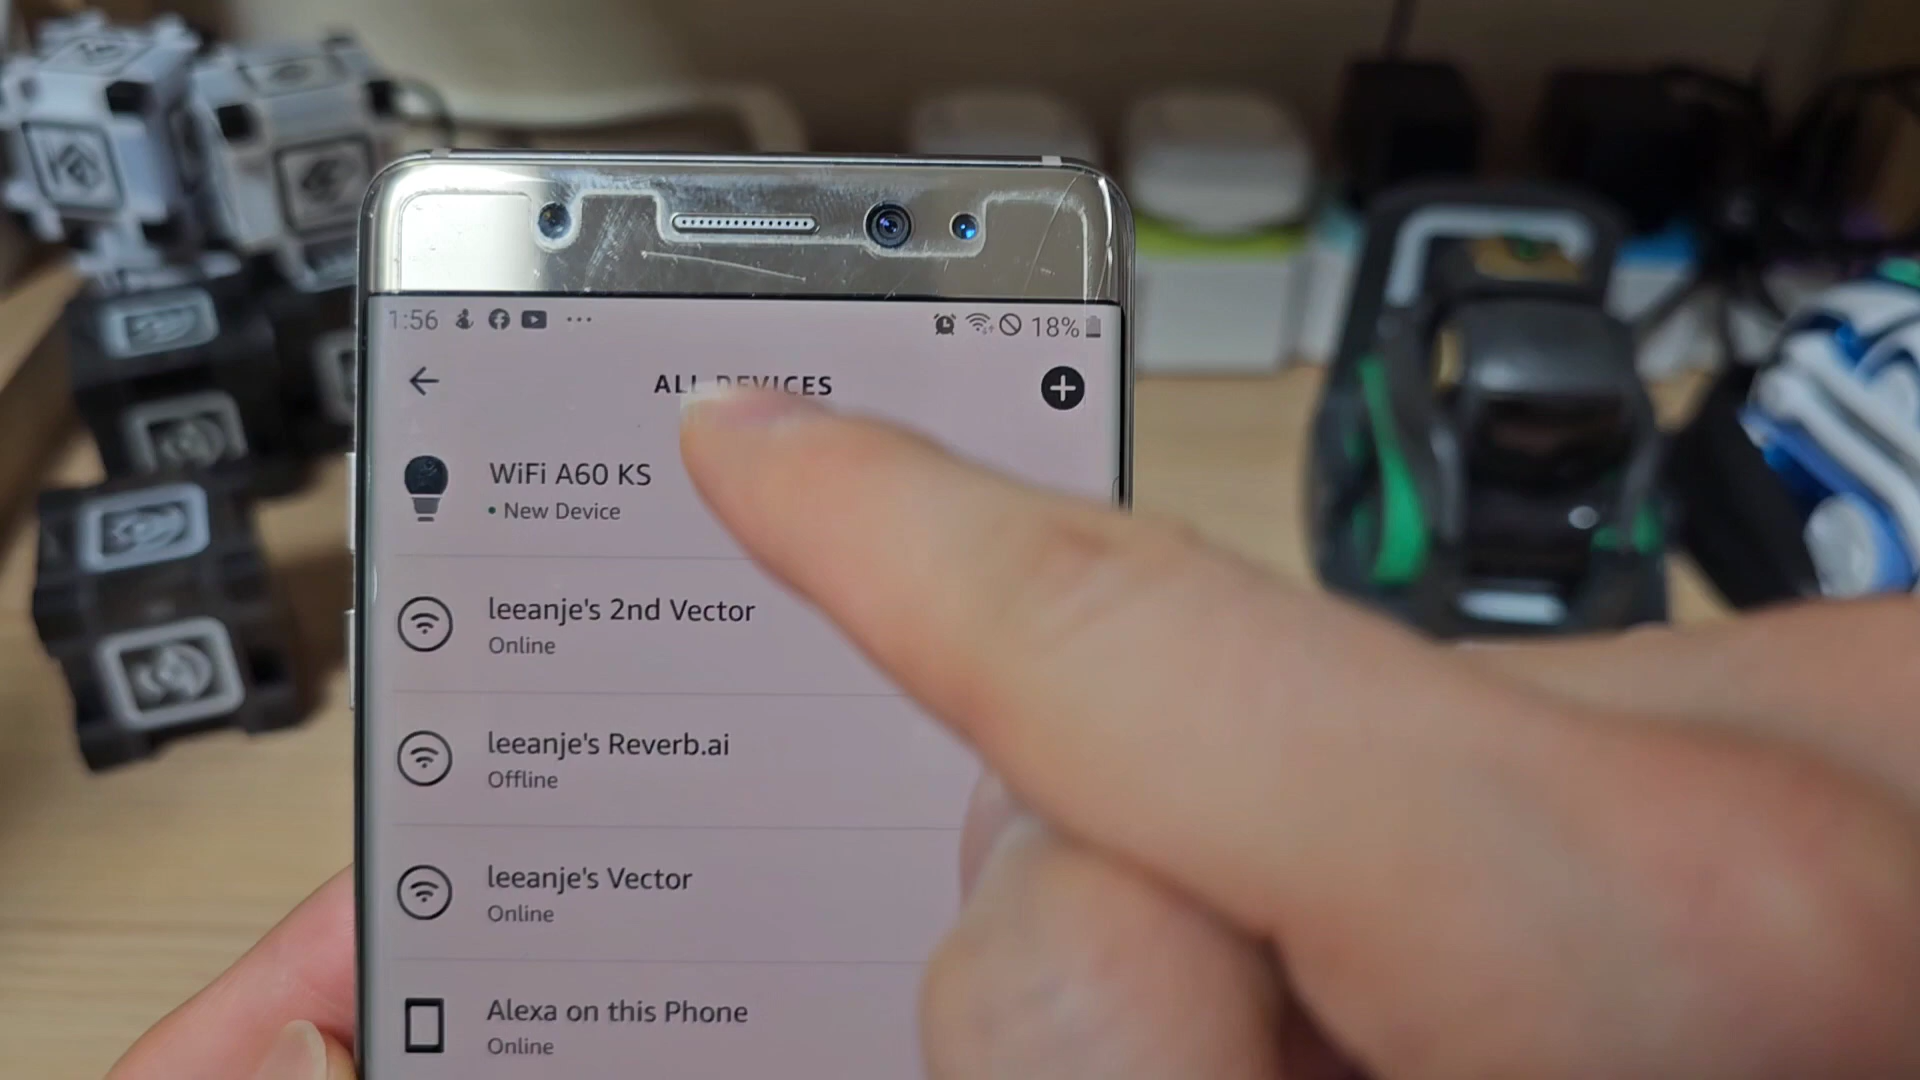 1:56 18%
ALL DEVICES
WiFi A60 KS
• New Device
leeanje's 2nd Vector
Online
leeanje's Reverb.ai
Offline
leeanje's Vector
Online
Alexa on this Phone
Online